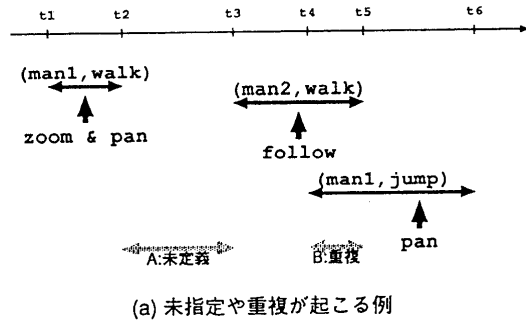 t1 t2 t3 t4 t5 t6
(man1,walk)
(man2,walk)
zoom & pan
follow
(man1,jump)
pan
A:未定義 B:重複
(a) 未指定や重複が起こる例